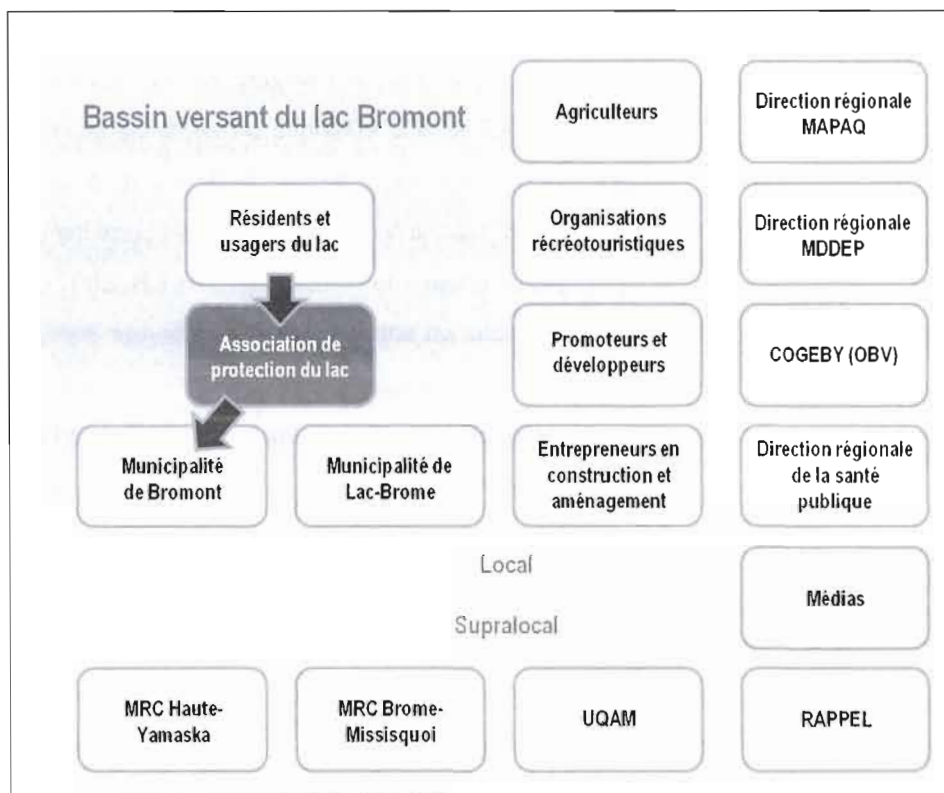 Bassin versant du lac Bromont
Agriculteurs
Direction régionale
MAPAQ
Résidents et
usagers du lac
Organisations
récréotouristiques
Direction régionale
MDDEP
Association de
protection du lac
Promoteurs et
développeurs
COGEBY (OBV)
Municipalité
de Bromont
Municipalité de
Lac-Brome
Entrepreneurs en
construction et
aménagement
Direction régionale
de la santé
publique
Local
Supralocal
Médias
MRC Haute-
Yamaska
MRC Brome-
Missisquoi
UQAM
RAPPEL